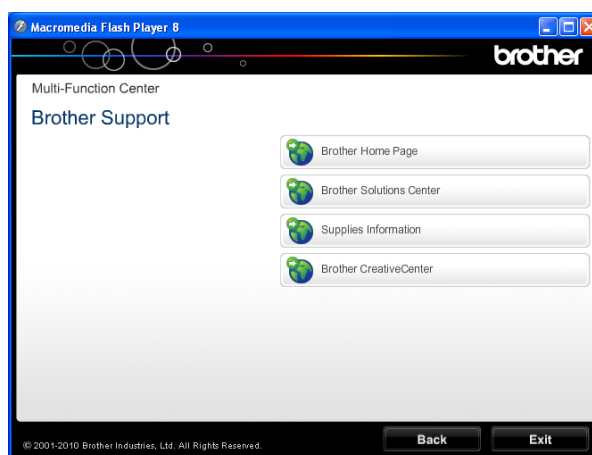 Macromedia Flash Player 8
brother
Multi-Function Center
Brother Support
Brother Home Page
Brother Solutions Center
Supplies Information
Brother CreativeCenter
© 2001-2010 Brother Industries, Ltd. All Rights Reserved.
Back
Exit